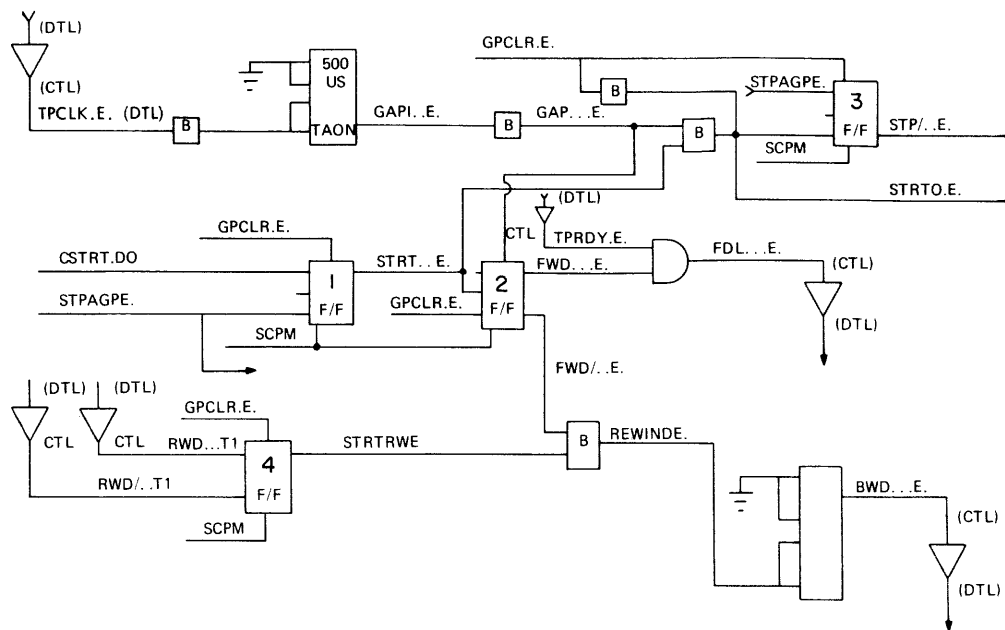 (DTL)
(CTL)
TPCLK.E. (DTL)
B
500
US
TAON
GAPI..E.
B
GAP...E.
B
GPCLR.E.
B
STPAGPE.
3
F/F
SCPM
STP/..E.
STRTO.E.
GPCLR.E.
CSTRT.DO
STPAGPE.
1
F/F
SCPM
STRT..E.
GPCLR.E.
2
F/F
(DTL)
CTL
TPRDY.E.
FWD...E.
FDL...E.
(CTL)
(DTL)
FWD/..E.
(DTL)
(DTL)
CTL
CTL
GPCLR.E.
RWD...T1
RWD/..T1
4
F/F
SCPM
STRTRWE
B
REWINDE.
BWD...E.
(CTL)
(DTL)